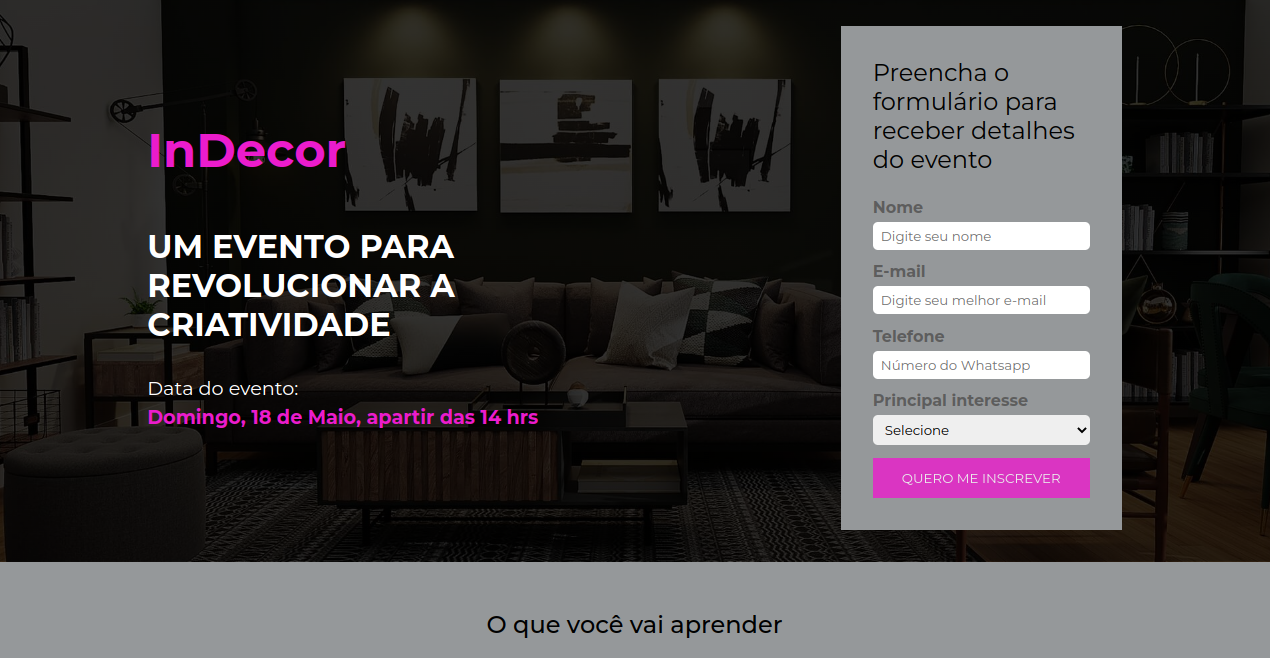 InDecor
UM EVENTO PARA
REVOLUCIONAR A
CRIATIVIDADE
Data do evento:
Domingo, 18 de Maio, apartir das 14 hrs
Preencha o
formulário para
receber detalhes
do evento
Nome
Digite seu nome
E-mail
Digite seu melhor e-mail
Telefone
Número do Whatsapp
Principal interesse
Selecione
QUERO ME INSCREVER
O que você vai aprender